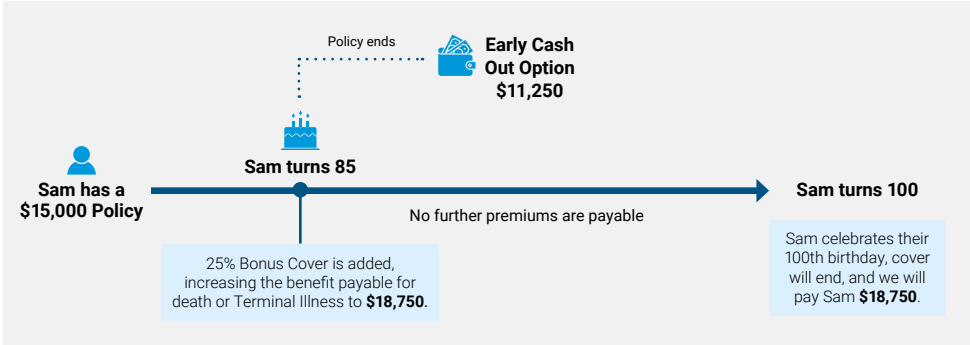 Policy ends
Early Cash
Out Option
$11,250
Sam turns 85
Sam has a
$15,000 Policy
No further premiums are payable
Sam turns 100
25% Bonus Cover is added,
increasing the benefit payable for
death or Terminal Illness to $18,750.
Sam celebrates their
100th birthday, cover
will end, and we will
pay Sam $18,750.